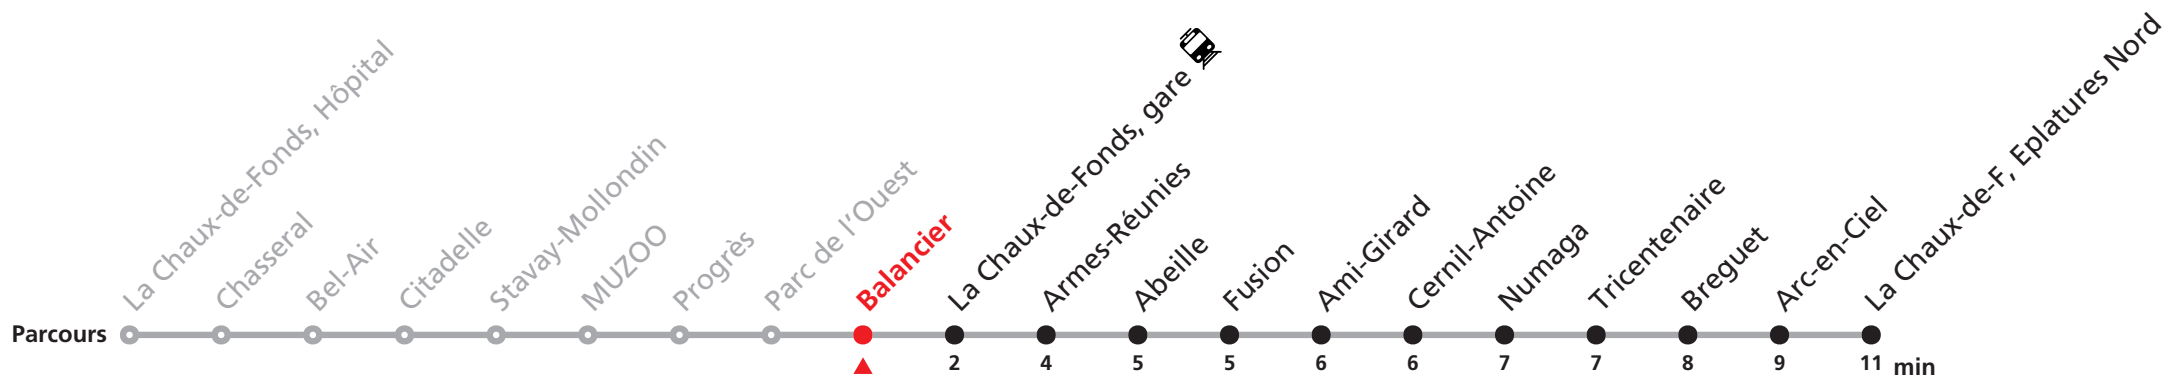 La Chaux-de-Fonds, Hôpital
Chasseral
Bel-Air
Citadelle
Stavay-Mollondin
MUZOO
Progrès
Parc de l'Ouest
Balancier
La Chaux-de-Fonds, gare
Armes-Réunies
Abeille
Fusion
Ami-Girard
Cernil-Antoine
Numaga
Tricentenaire
Breguet
Arc-en-Ciel
La Chaux-de-F, Eplatures Nord
Parcours
2 4 5 5 6 6 7 7 8 9 11 min